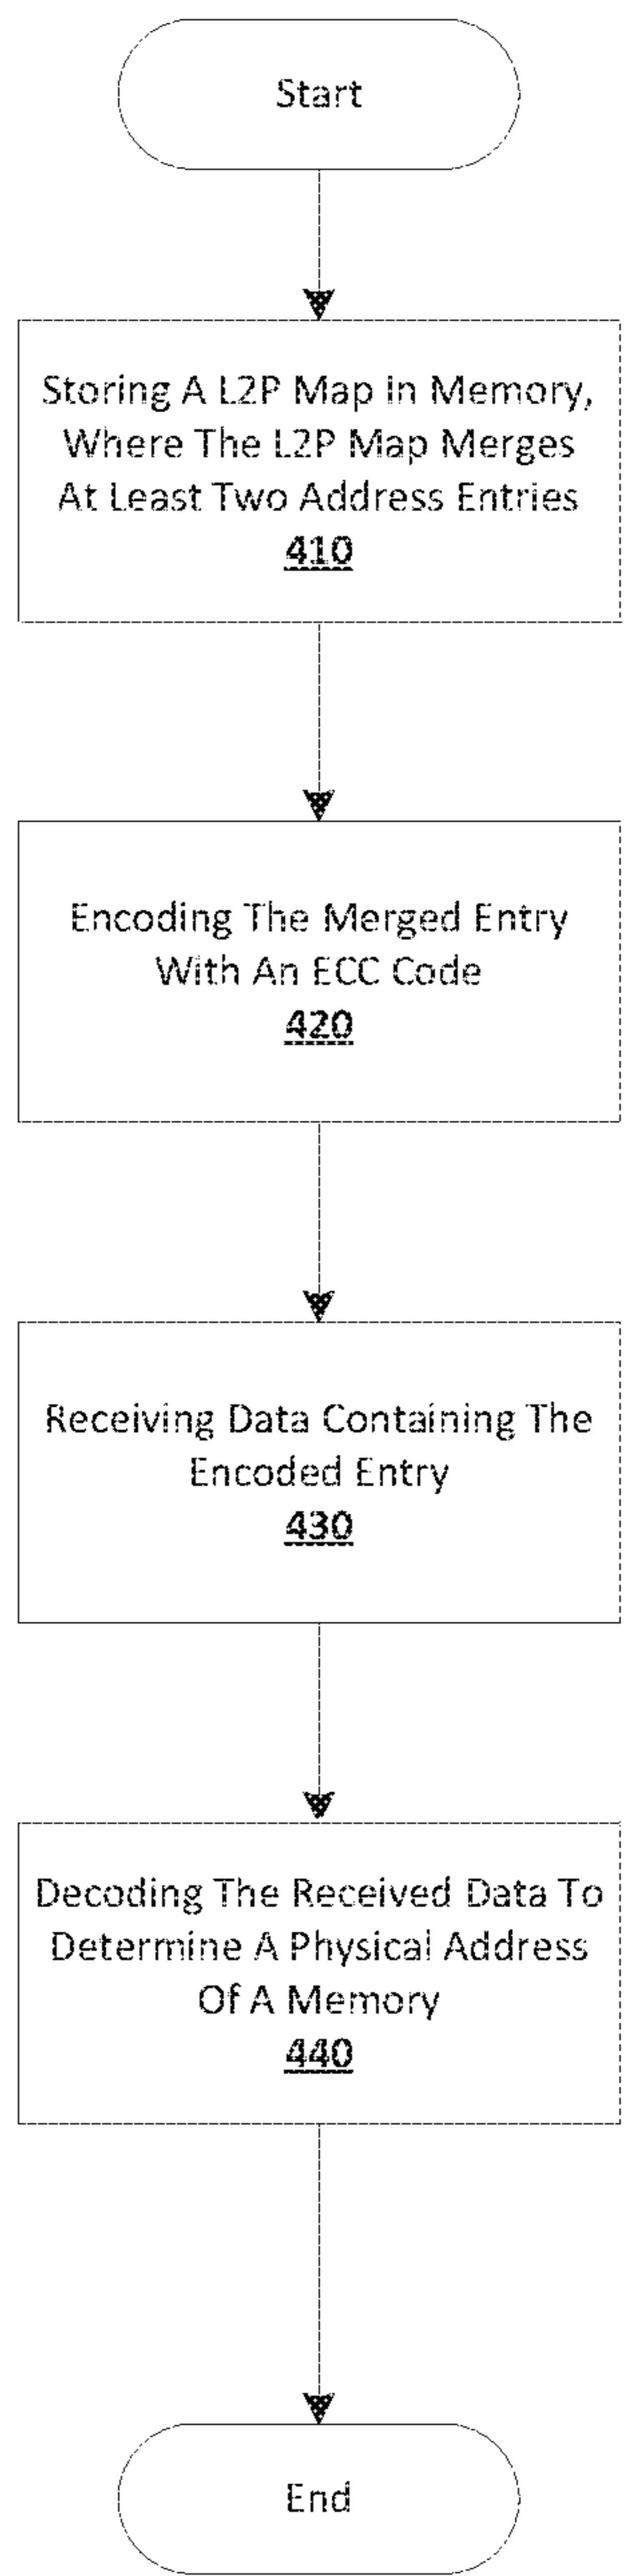 Start
Storing A L2P Map in Memory,
Where The L2P Map Merges
At Least Two Address Entries
410
Encoding The Merged Entry
With An ECC Code
420
Receiving Data Containing The
Encoded Entry
430
Decoding The Received Data To
Determine A Physical Address
Of A Memory
440
End